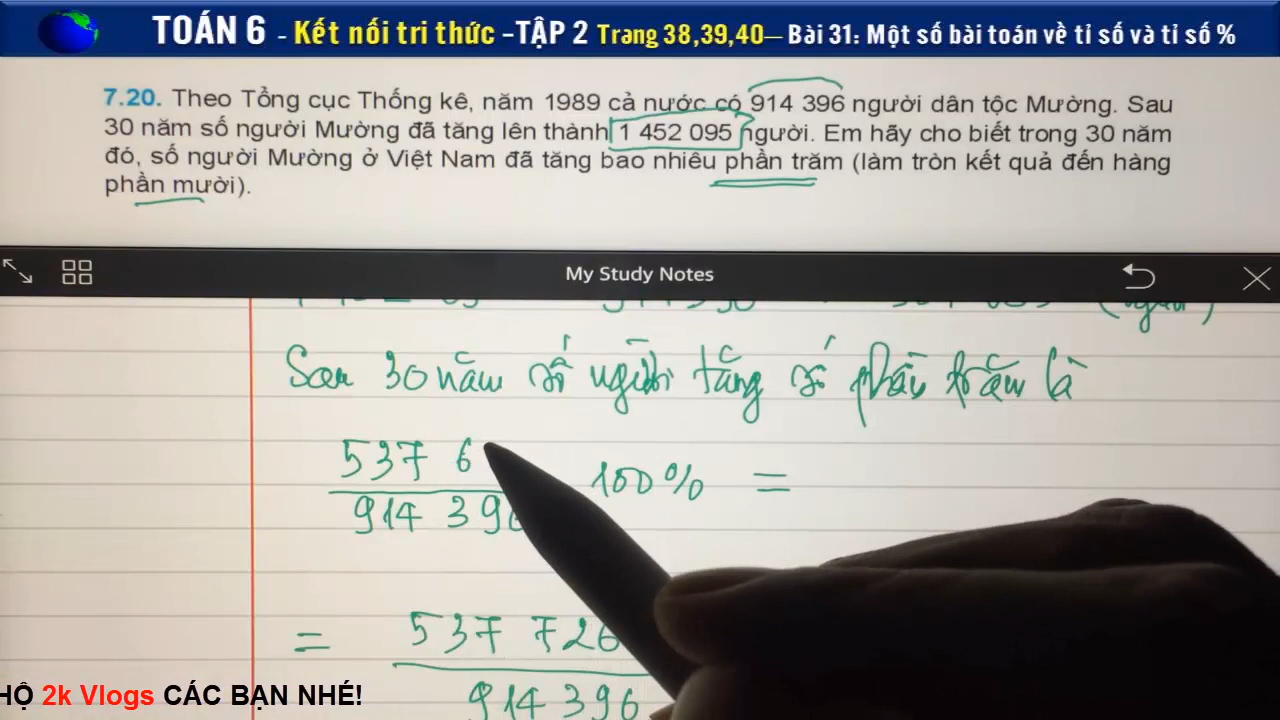 TOÁN 6 - Kết nối tri thức -TẬP 2 Trang 38,39,40— Bài 31: Một số bài toán về tỉ số và tỉ số %
7.20. Theo Tổng cục Thống kê, năm 1989 cả nước có 914 396 người dân tộc Mường. Sau
30 năm số người Mường đã tăng lên thành 1 452 095 người. Em hãy cho biết trong 30 năm
đó, số người Mường ở Việt Nam đã tăng bao nhiêu phần trăm (làm tròn kết quả đến hàng
phần mười).
My Study Notes
Sau 30 năm số người tăng số phần trăm là
537 6
914 396
100% =
= 537 726
914 396
HỘ 2k Vlogs CÁC BẠN NHÉ!